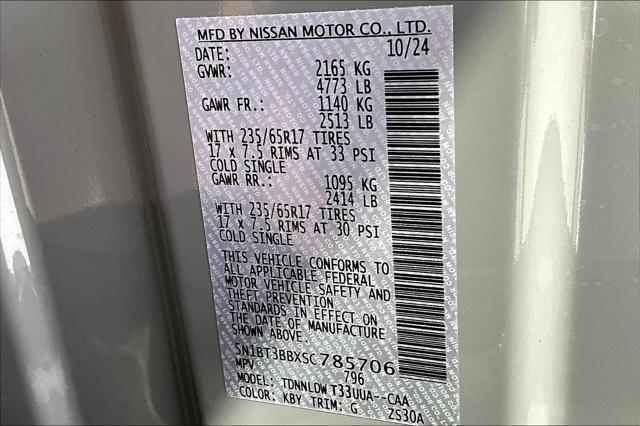 MFD BY NISSAN MOTOR CO., LTD.
DATE: 10/24
GVWR: 2165 KG
4773 LB
GAWR FR.: 1140 KG
2513 LB
WITH 235/65R17 TIRES
17 x 7.5 RIMS AT 33 PSI
COLD SINGLE
GAWR RR.: 1095 KG
2414 LB
WITH 235/65R17 TIRES
17 x 7.5 RIMS AT 30 PSI
COLD SINGLE
THIS VEHICLE CONFORMS TO
ALL APPLICABLE FEDERAL
MOTOR VEHICLE SAFETY AND
THEFT PREVENTION
STANDARDS IN EFFECT ON
THE DATE OF MANUFACTURE
SHOWN ABOVE.
5N1BT3BBXSC785706
MPV 796
MODEL: TDNNLDWT33UUA--CAA
COLOR: KBY TRIM: G ZS30A